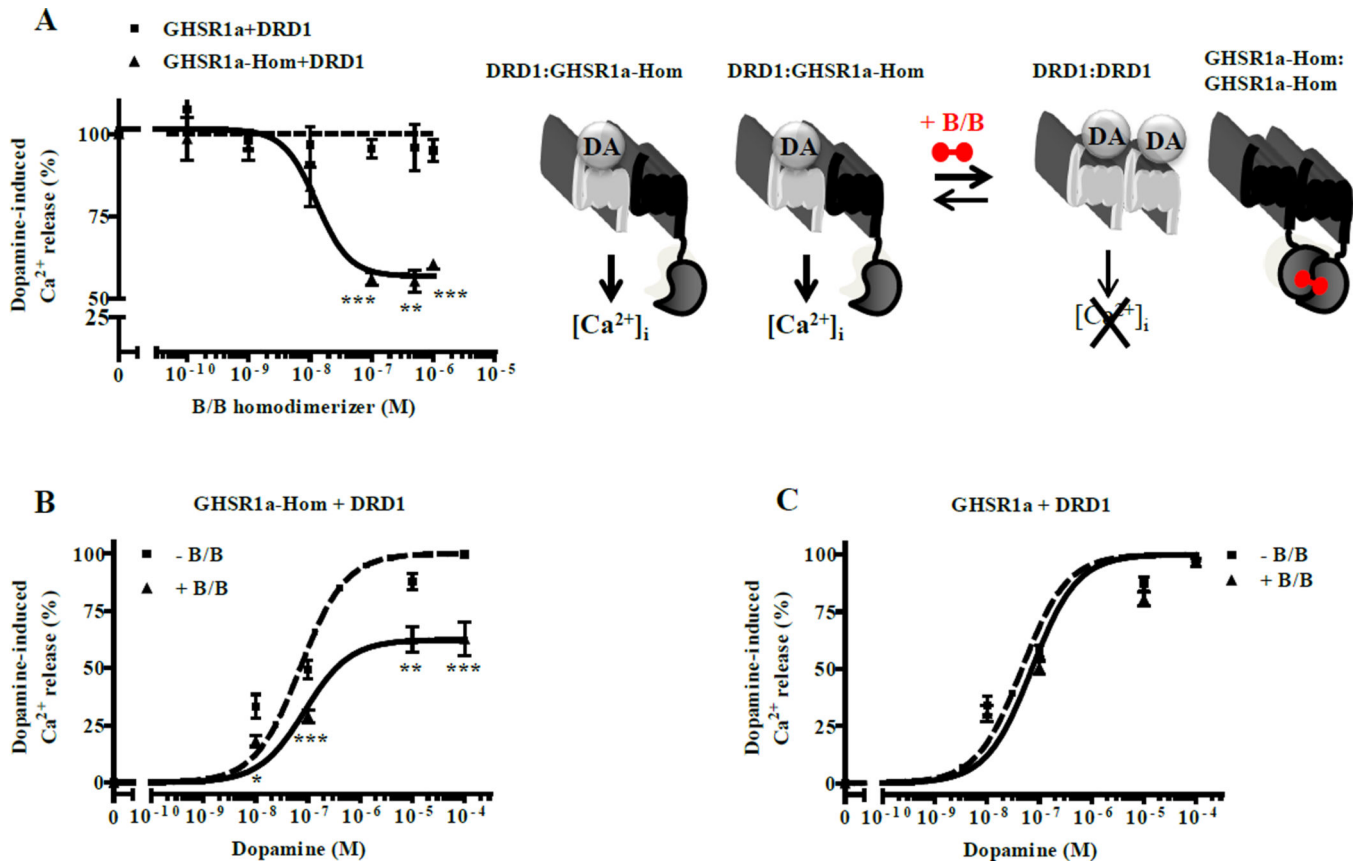 A
GHSR1a+DRD1
GHSR1a-Hom+DRD1
Dopamine-induced
Ca²⁺ release (%)
100
75
50
25
*** ** ***
0 10⁻¹⁰ 10⁻⁹ 10⁻⁸ 10⁻⁷ 10⁻⁶ 10⁻⁵
B/B homodimerizer (M)
DRD1:GHSR1a-Hom
DA
[Ca²⁺]ᵢ
DRD1:GHSR1a-Hom
DA
[Ca²⁺]ᵢ
+ B/B
DRD1:DRD1
DA DA
[Ca²⁺]ᵢ
GHSR1a-Hom:
GHSR1a-Hom
B
GHSR1a-Hom + DRD1
- B/B
+ B/B
Dopamine-induced
Ca²⁺ release (%)
100
75
50
25
0
* *** ** ***
0 10⁻¹⁰ 10⁻⁹ 10⁻⁸ 10⁻⁷ 10⁻⁶ 10⁻⁵ 10⁻⁴
Dopamine (M)
C
GHSR1a + DRD1
- B/B
+ B/B
Dopamine-induced
Ca²⁺ release (%)
100
75
50
25
0
0 10⁻¹⁰ 10⁻⁹ 10⁻⁸ 10⁻⁷ 10⁻⁶ 10⁻⁵ 10⁻⁴
Dopamine (M)